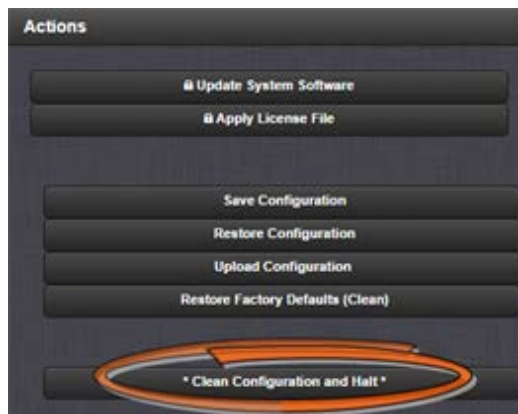 Actions
Update System Software
Apply License File
Save Configuration
Restore Configuration
Upload Configuration
Restore Factory Defaults (Clean)
* Clean Configuration and Halt *